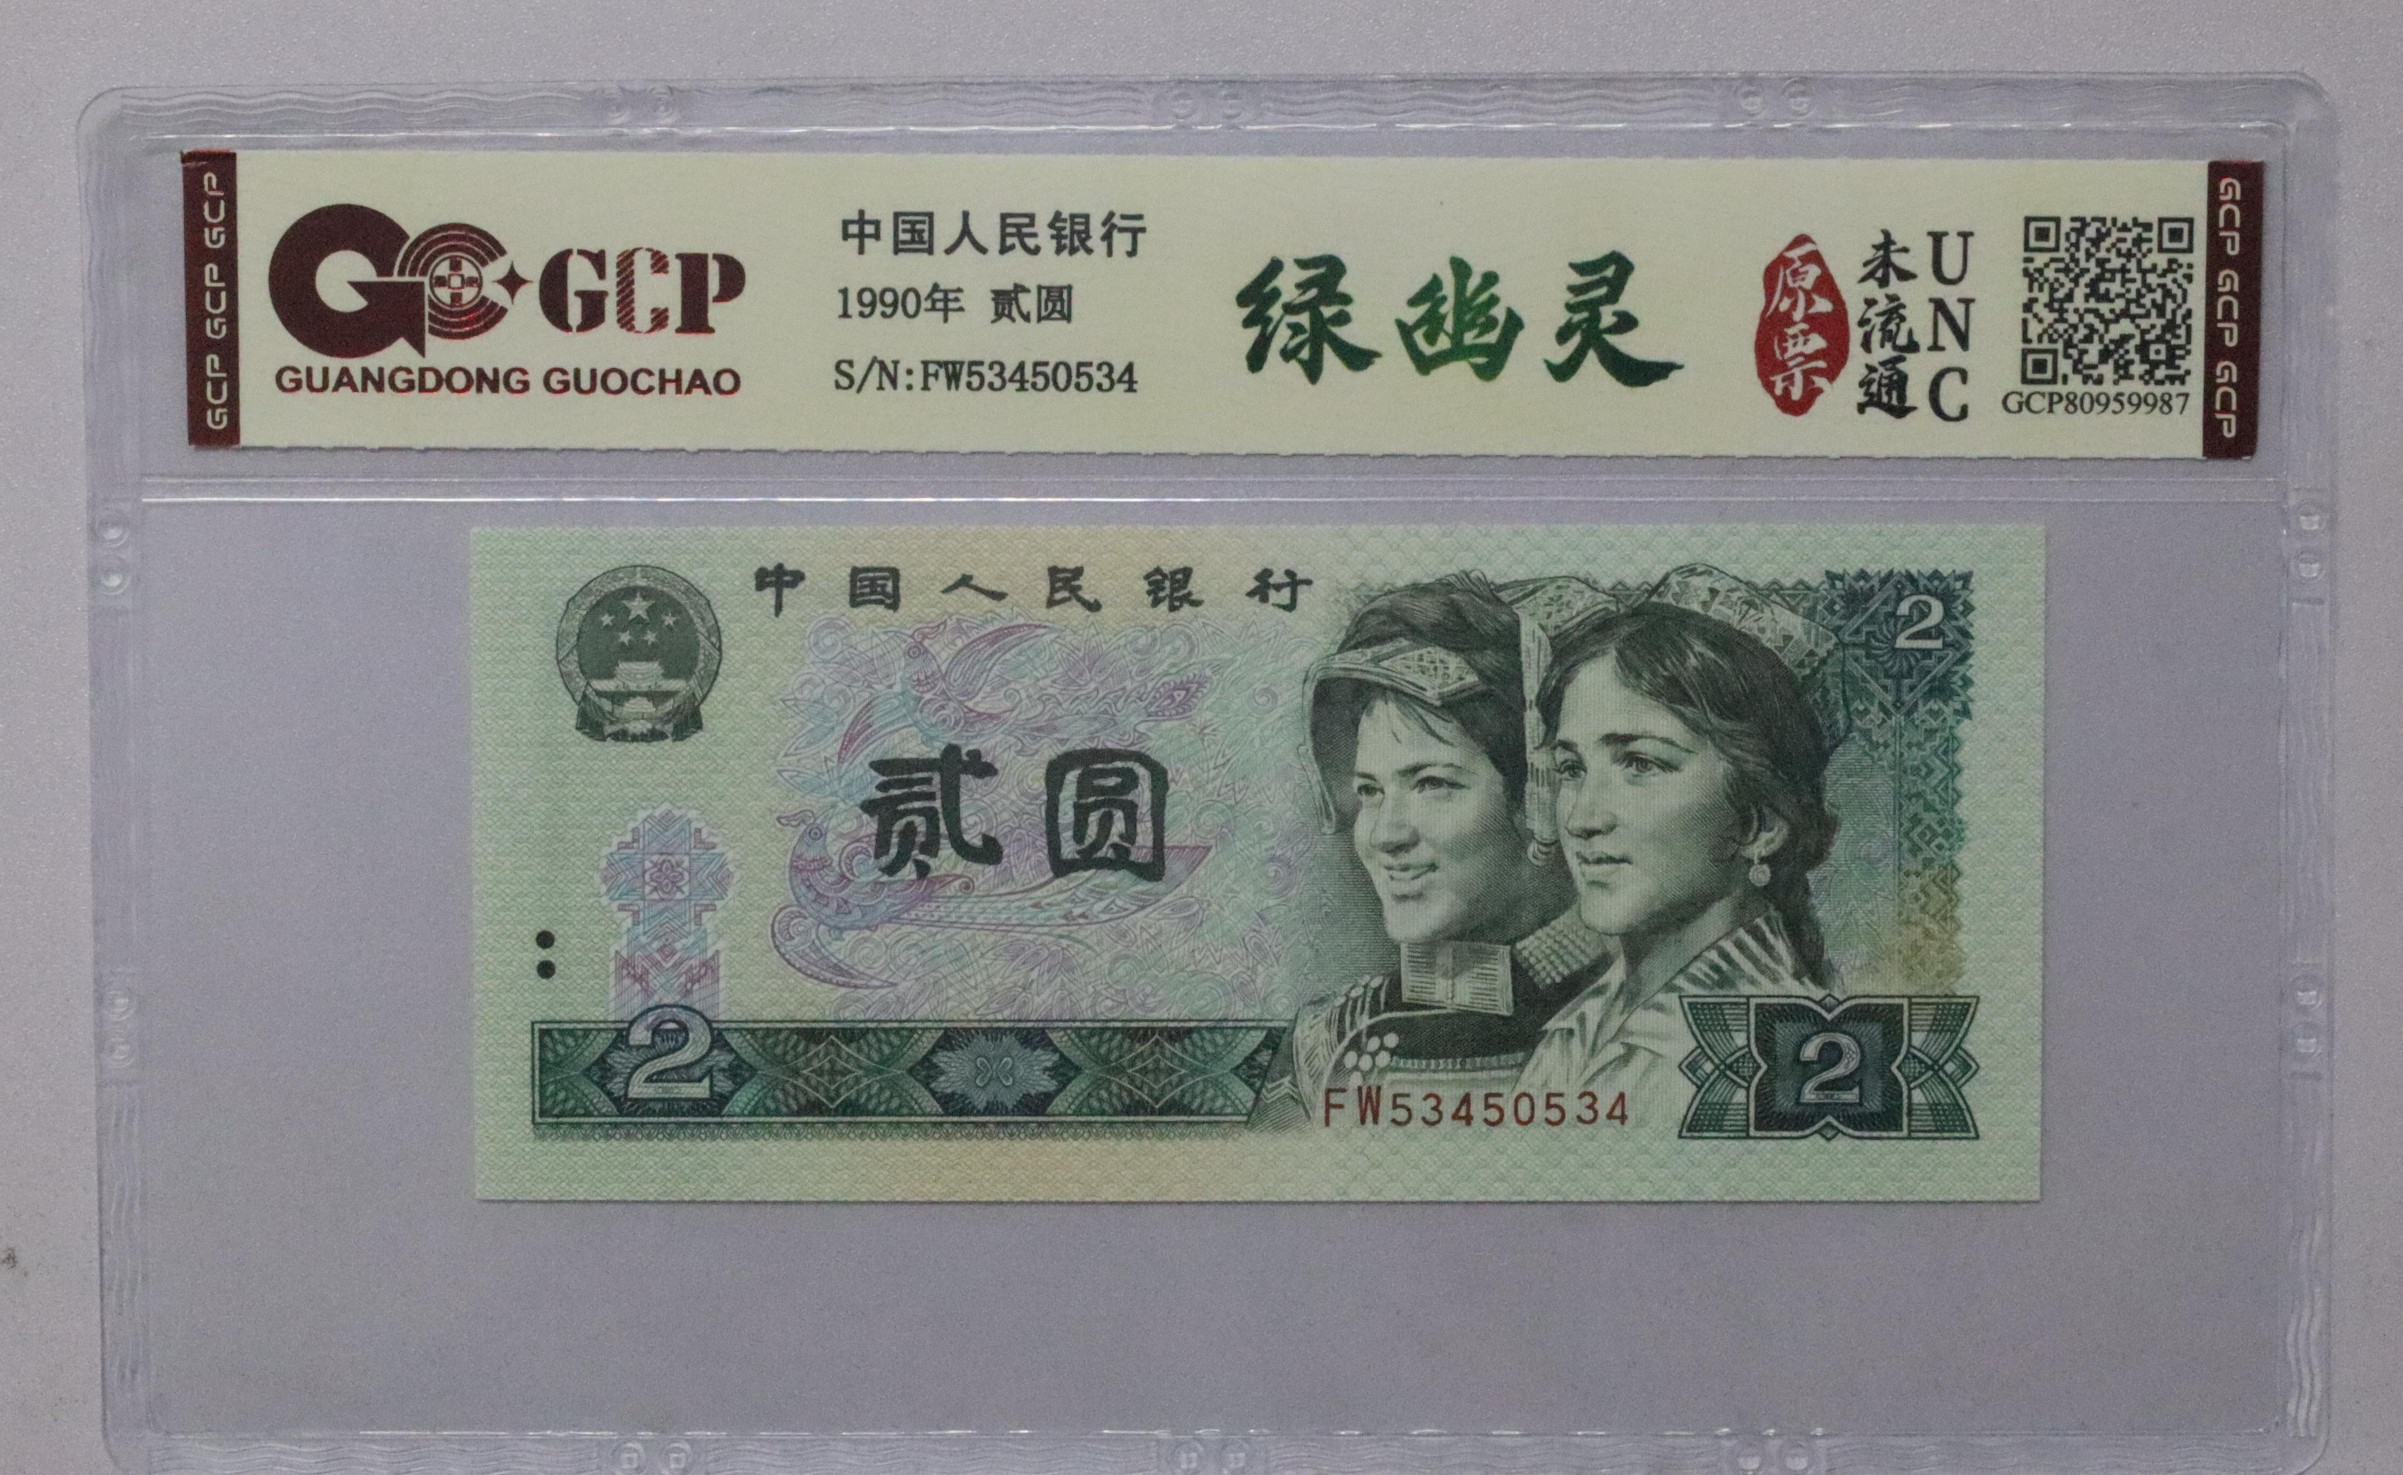 GCP GCP GCP
GCP
GUANGDONG GUOCHAO
中国人民银行
1990年 贰圆
S/N:FW53450534
绿幽灵
原票
未流通
UNC
GCP80959987
GCP GCP GCP
中国人民银行
2
贰圆
2
FW53450534
2